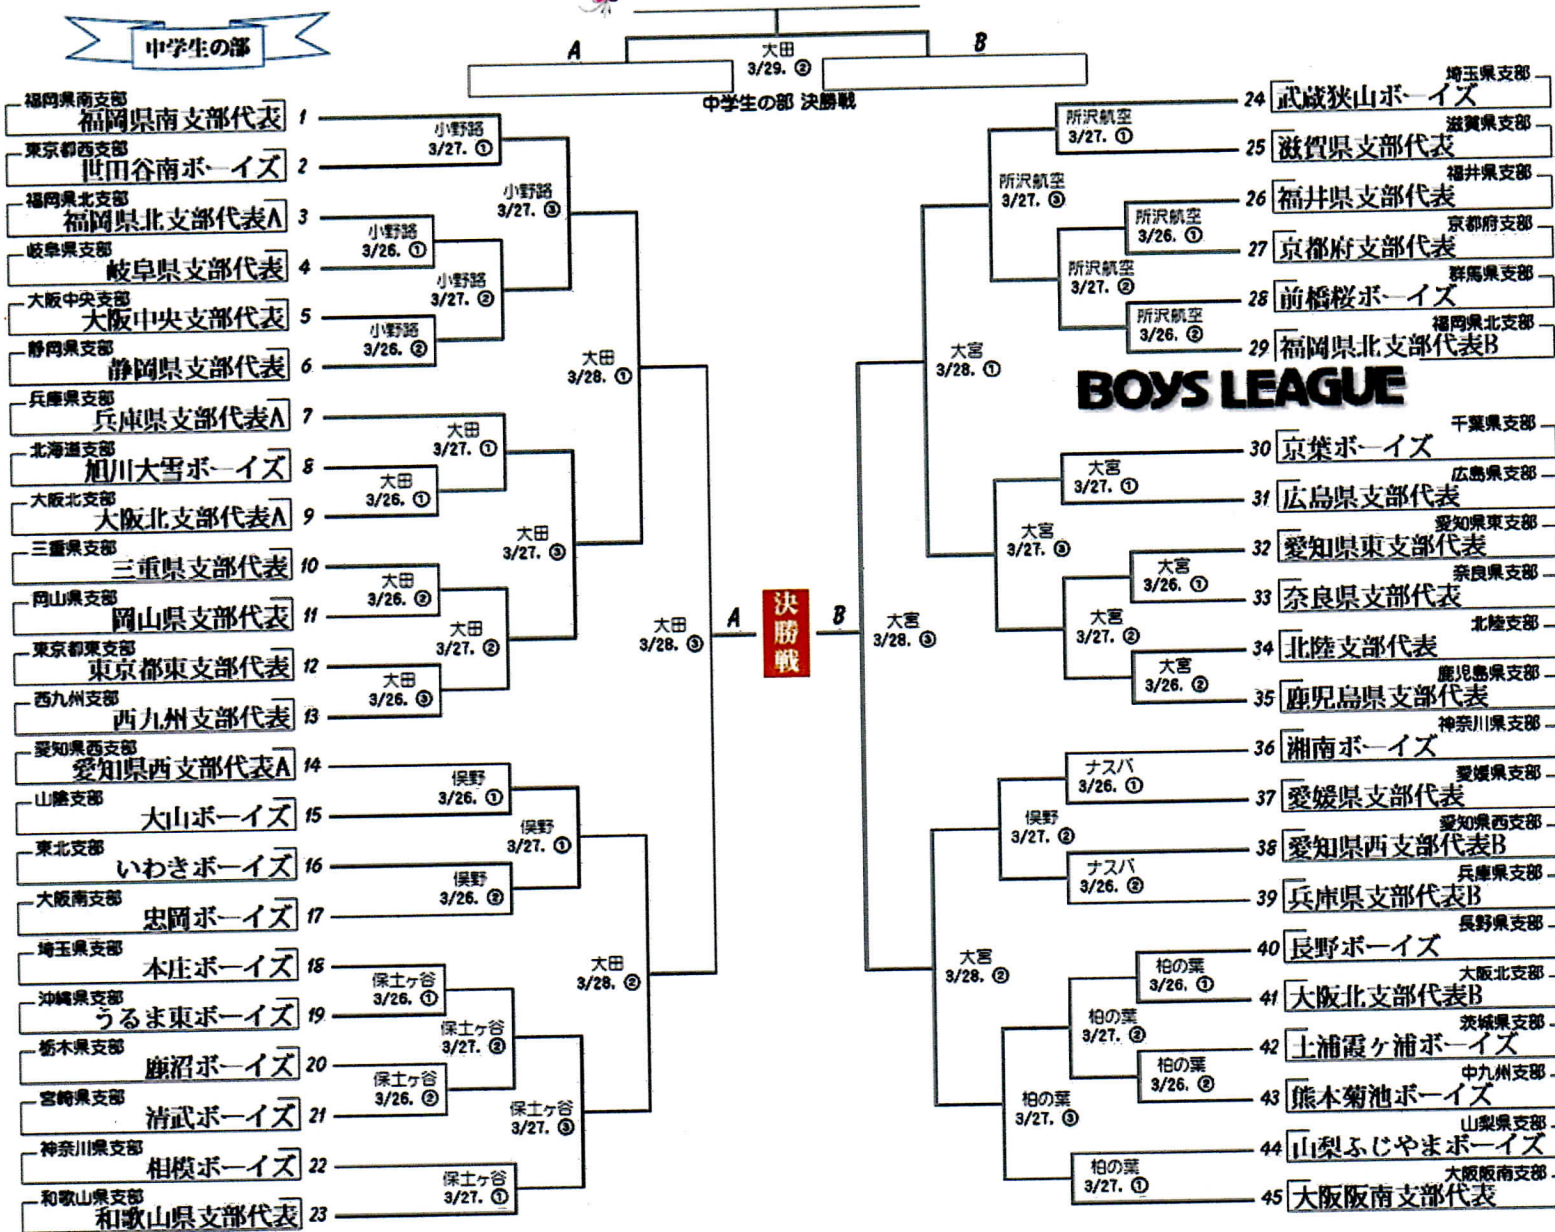 中学生の部
A
B
大田
3/29. ②
中学生の部 決勝戦
福岡県南支部
福岡県南支部代表 1
東京都西支部
世田谷南ボーイズ 2
小野路
3/27. ①
福岡県北支部
福岡県北支部代表A 3
岐阜県支部
岐阜県支部代表 4
小野路
3/26. ①
小野路
3/27. ③
大阪中央支部
大阪中央支部代表 5
静岡県支部
静岡県支部代表 6
小野路
3/26. ②
小野路
3/27. ②
大田
3/28. ①
兵庫県支部
兵庫県支部代表A 7
大田
3/27. ①
北海道支部
旭川大雪ボーイズ 8
大阪北支部
大阪北支部代表A 9
大田
3/26. ①
大田
3/27. ③
三重県支部
三重県支部代表 10
岡山県支部
岡山県支部代表 11
大田
3/26. ②
東京都東支部
東京都東支部代表 12
西九州支部
西九州支部代表 13
大田
3/26. ③
大田
3/27. ②
大田
3/28. ③
愛知県西支部
愛知県西支部代表A 14
山陰支部
大山ボーイズ 15
俣野
3/26. ①
俣野
3/27. ①
東北支部
いわきボーイズ 16
大阪南支部
忠岡ボーイズ 17
俣野
3/26. ②
埼玉県支部
本庄ボーイズ 18
沖縄県支部
うるま東ボーイズ 19
保土ヶ谷
3/26. ①
大田
3/28. ②
栃木県支部
鹿沼ボーイズ 20
宮崎県支部
清武ボーイズ 21
保土ヶ谷
3/26. ②
保土ヶ谷
3/27. ②
保土ヶ谷
3/27. ③
神奈川県支部
相模ボーイズ 22
和歌山県支部
和歌山県支部代表 23
保土ヶ谷
3/27. ①
A
決勝戦
B
埼玉県支部
24 武蔵狭山ボーイズ
滋賀県支部
25 滋賀県支部代表
所沢航空
3/27. ①
福井県支部
26 福井県支部代表
京都府支部
27 京都府支部代表
所沢航空
3/26. ①
所沢航空
3/27. ③
群馬県支部
28 前橋桜ボーイズ
福岡県北支部
29 福岡県北支部代表B
所沢航空
3/26. ②
所沢航空
3/27. ②
大宮
3/28. ①
BOYS LEAGUE
千葉県支部
30 京葉ボーイズ
広島県支部
31 広島県支部代表
大宮
3/27. ①
愛知県東支部
32 愛知県東支部代表
奈良県支部
33 奈良県支部代表
大宮
3/26. ①
大宮
3/27. ③
北陸支部
34 北陸支部代表
鹿児島県支部
35 鹿児島県支部代表
大宮
3/26. ②
大宮
3/27. ②
大宮
3/28. ③
神奈川県支部
36 湘南ボーイズ
愛媛県支部
37 愛媛県支部代表
ナスバ
3/26. ①
俣野
3/27. ②
愛知県西支部
38 愛知県西支部代表B
兵庫県支部
39 兵庫県支部代表B
ナスバ
3/26. ②
大宮
3/28. ②
長野県支部
40 長野ボーイズ
大阪北支部
41 大阪北支部代表B
柏の葉
3/26. ①
柏の葉
3/27. ②
茨城県支部
42 土浦霞ヶ浦ボーイズ
中九州支部
43 熊本菊池ボーイズ
柏の葉
3/26. ②
柏の葉
3/27. ③
山梨県支部
44 山梨ふじやまボーイズ
大阪阪南支部
45 大阪阪南支部代表
柏の葉
3/27. ①